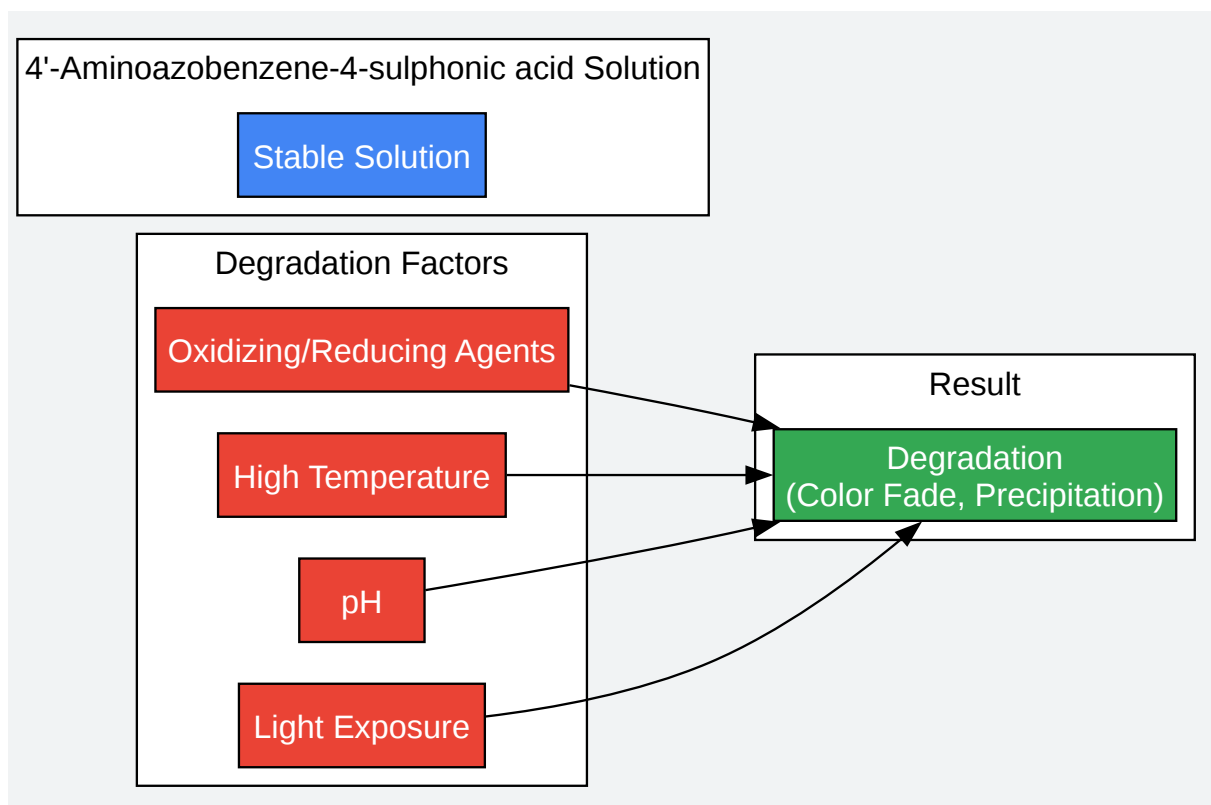 4'-Aminoazobenzene-4-sulphonic acid Solution
Stable Solution
Degradation Factors
Oxidizing/Reducing Agents
High Temperature
pH
Light Exposure
Result
Degradation
(Color Fade, Precipitation)